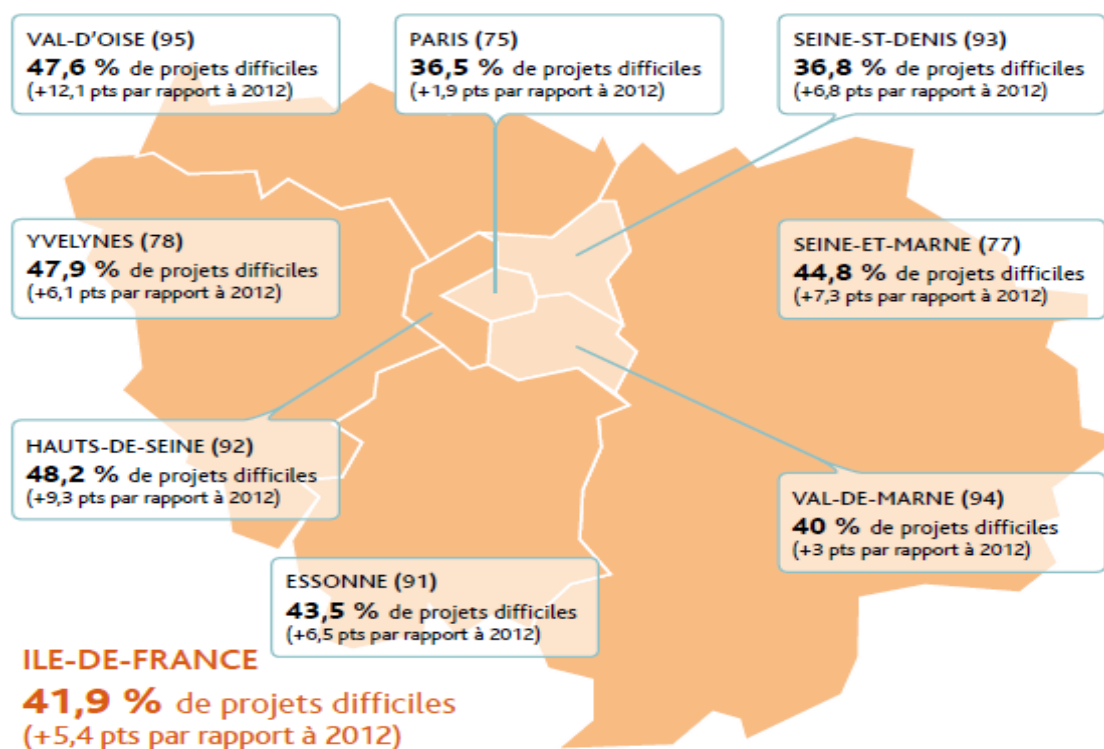 VAL-D'OISE (95)
47,6 % de projets difficiles
(+12,1 pts par rapport à 2012)
PARIS (75)
36,5 % de projets difficiles
(+1,9 pts par rapport à 2012)
SEINE-ST-DENIS (93)
36,8 % de projets difficiles
(+6,8 pts par rapport à 2012)
YVELYNES (78)
47,9 % de projets difficiles
(+6,1 pts par rapport à 2012)
SEINE-ET-MARNE (77)
44,8 % de projets difficiles
(+7,3 pts par rapport à 2012)
HAUTS-DE-SEINE (92)
48,2 % de projets difficiles
(+9,3 pts par rapport à 2012)
VAL-DE-MARNE (94)
40 % de projets difficiles
(+3 pts par rapport à 2012)
ESSONNE (91)
43,5 % de projets difficiles
(+6,5 pts par rapport à 2012)
ILE-DE-FRANCE
41,9 % de projets difficiles
(+5,4 pts par rapport à 2012)